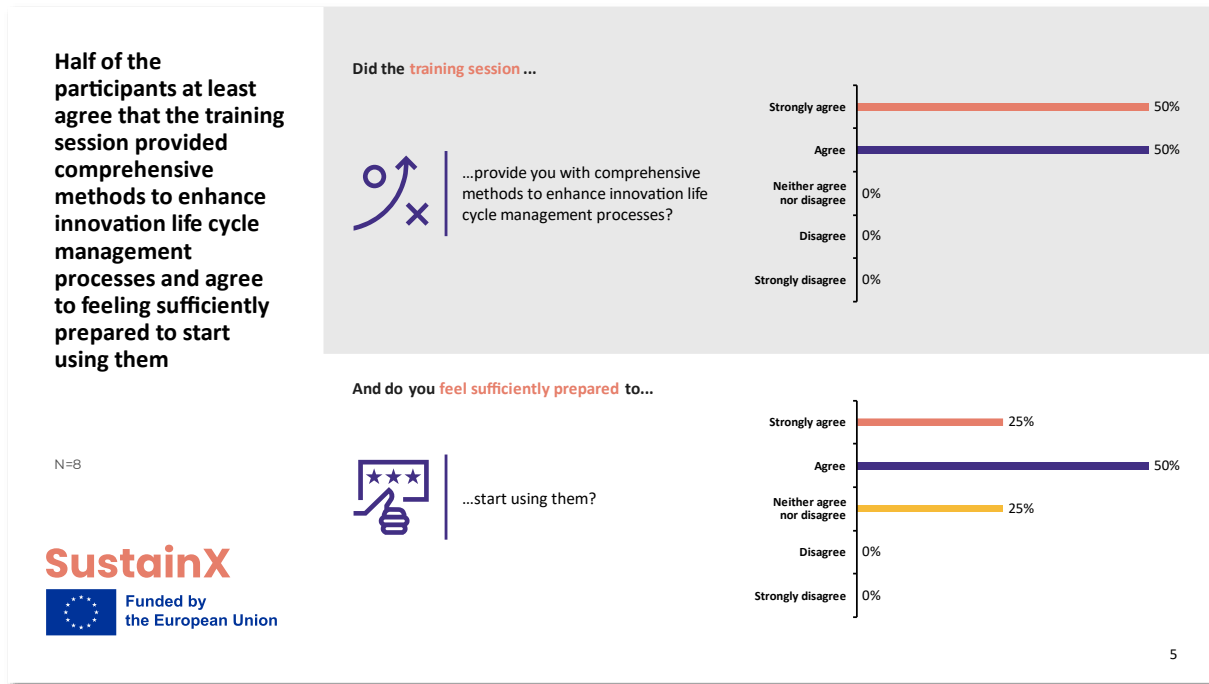 Half of the
participants at least
agree that the training
session provided
comprehensive
methods to enhance
innovation life cycle
management
processes and agree
to feeling sufficiently
prepared to start
using them
N=8
SustainX
Funded by
the European Union
Did the training session ...
...provide you with comprehensive
methods to enhance innovation life
cycle management processes?
Strongly agree 50%
Agree 50%
Neither agree
nor disagree 0%
Disagree 0%
Strongly disagree 0%
And do you feel sufficiently prepared to...
...start using them?
Strongly agree 25%
Agree 50%
Neither agree
nor disagree 25%
Disagree 0%
Strongly disagree 0%
5